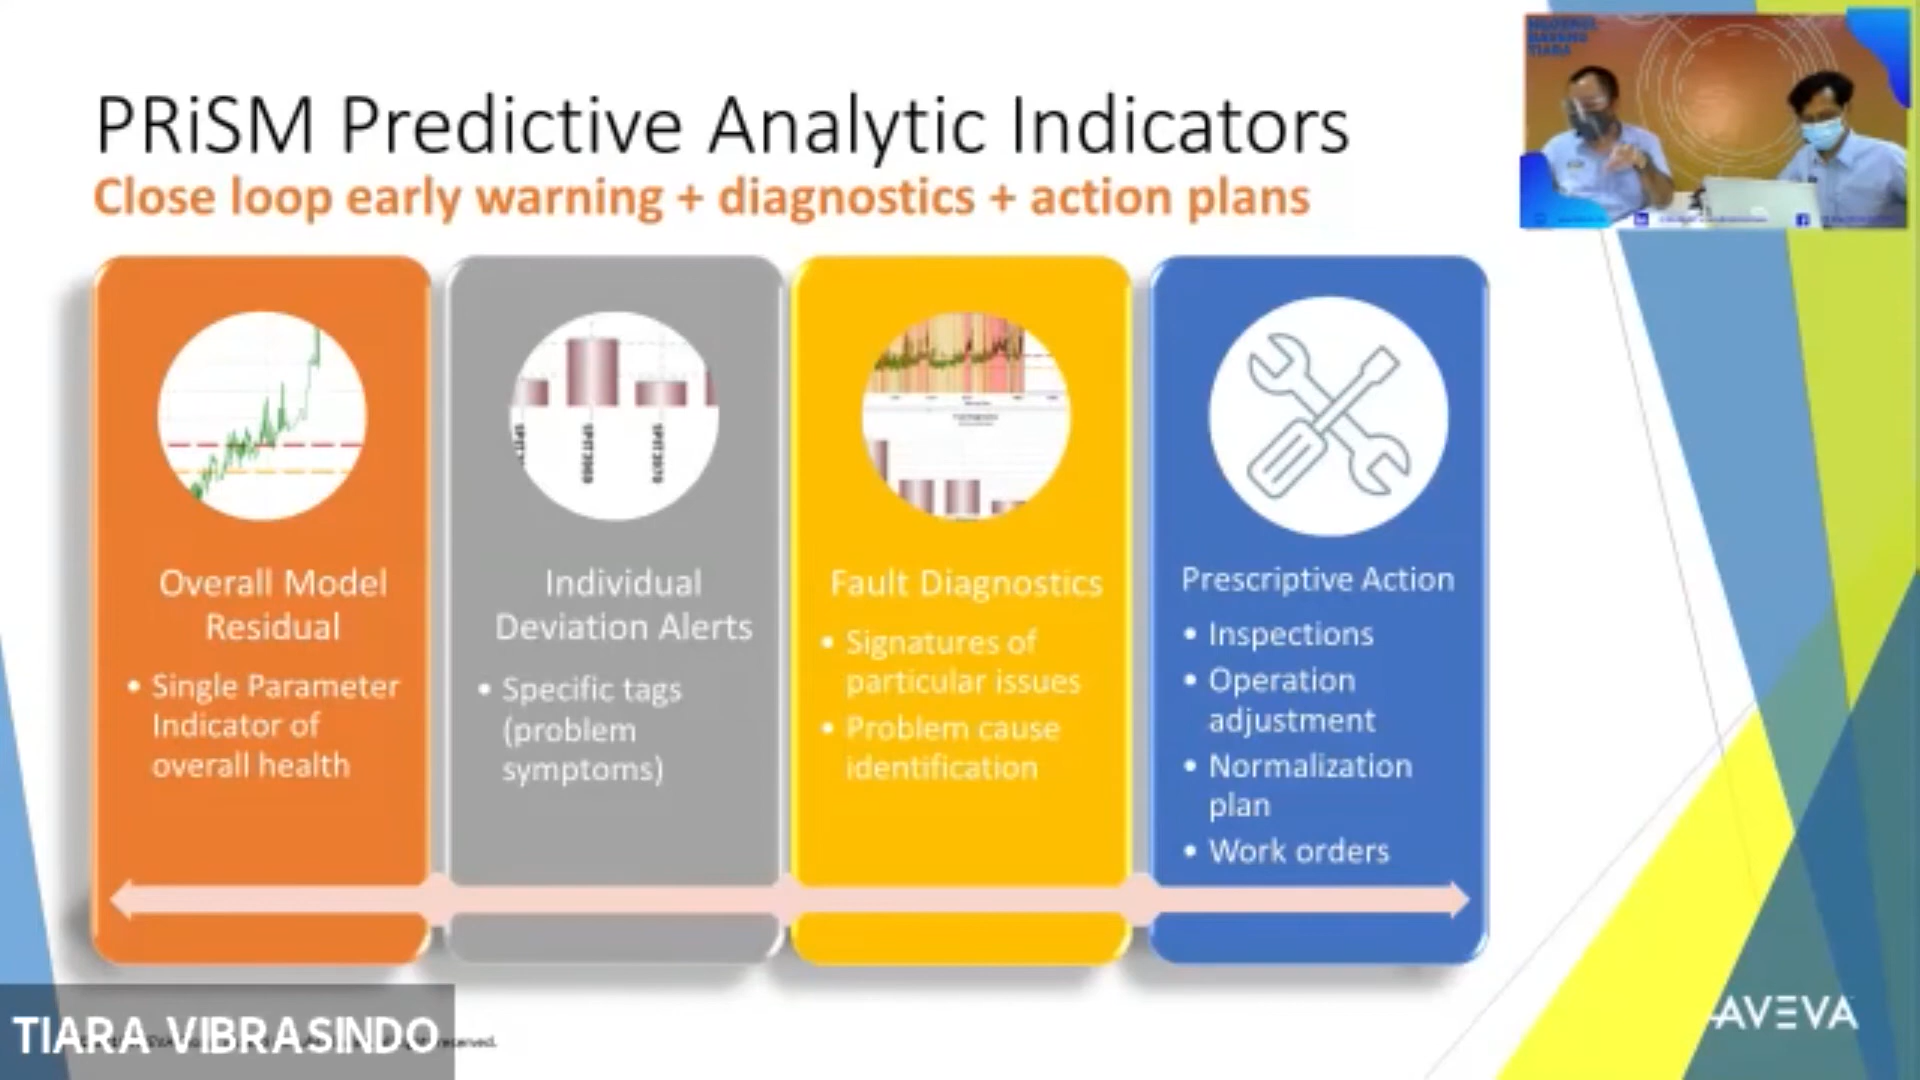 PRiSM Predictive Analytic Indicators
Close loop early warning + diagnostics + action plans
Overall Model
Residual
• Single Parameter
Indicator of
overall health
Individual
Deviation Alerts
• Specific tags
(problem
symptoms)
Fault Diagnostics
• Signatures of
particular issues
• Problem cause
identification
Prescriptive Action
• Inspections
• Operation
adjustment
• Normalization
plan
• Work orders
TIARA VIBRASINDO
reserved.
AVEVA